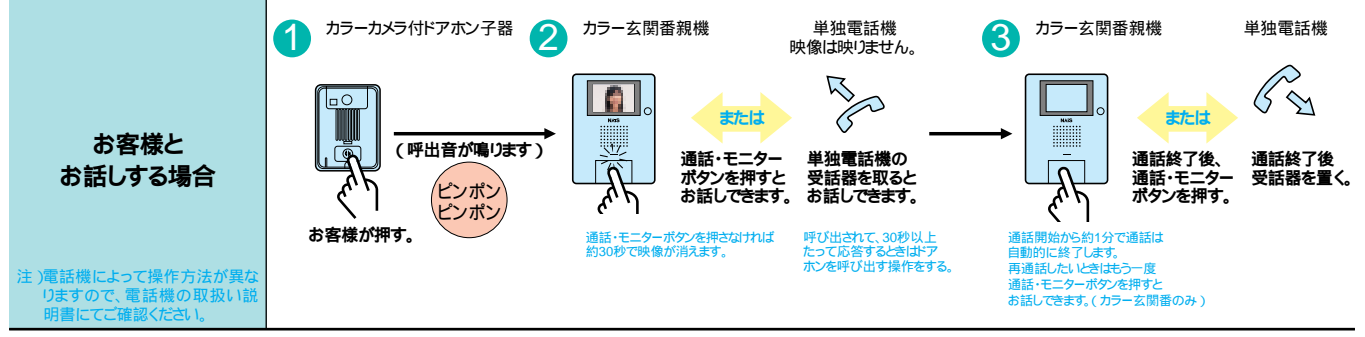 お客様と
お話しする場合
注)電話機によって操作方法が異な
りますので、電話機の取扱い説
明書にてご確認ください。
1
カラーカメラ付ドアホン子器
(呼出音が鳴ります)
ピンポン
ピンポン
お客様が押す。
2
カラー玄関番親機
NAIS
または
通話・モニター
ボタンを押すと
お話しできます。
通話・モニターボタンを押さなければ
約30秒で映像が消えます。
単独電話機
映像は映りません。
単独電話機の
受話器を取ると
お話しできます。
呼び出されて、30秒以上
たって応答するときはドア
ホンを呼び出す操作をする。
3
カラー玄関番親機
NAIS
または
通話終了後、
通話・モニター
ボタンを押す。
通話開始から約1分で通話は
自動的に終了します。
再通話したいときはもう一度
通話・モニターボタンを押すと
お話しできます。(カラー玄関番のみ)
単独電話機
通話終了後
受話器を置く。